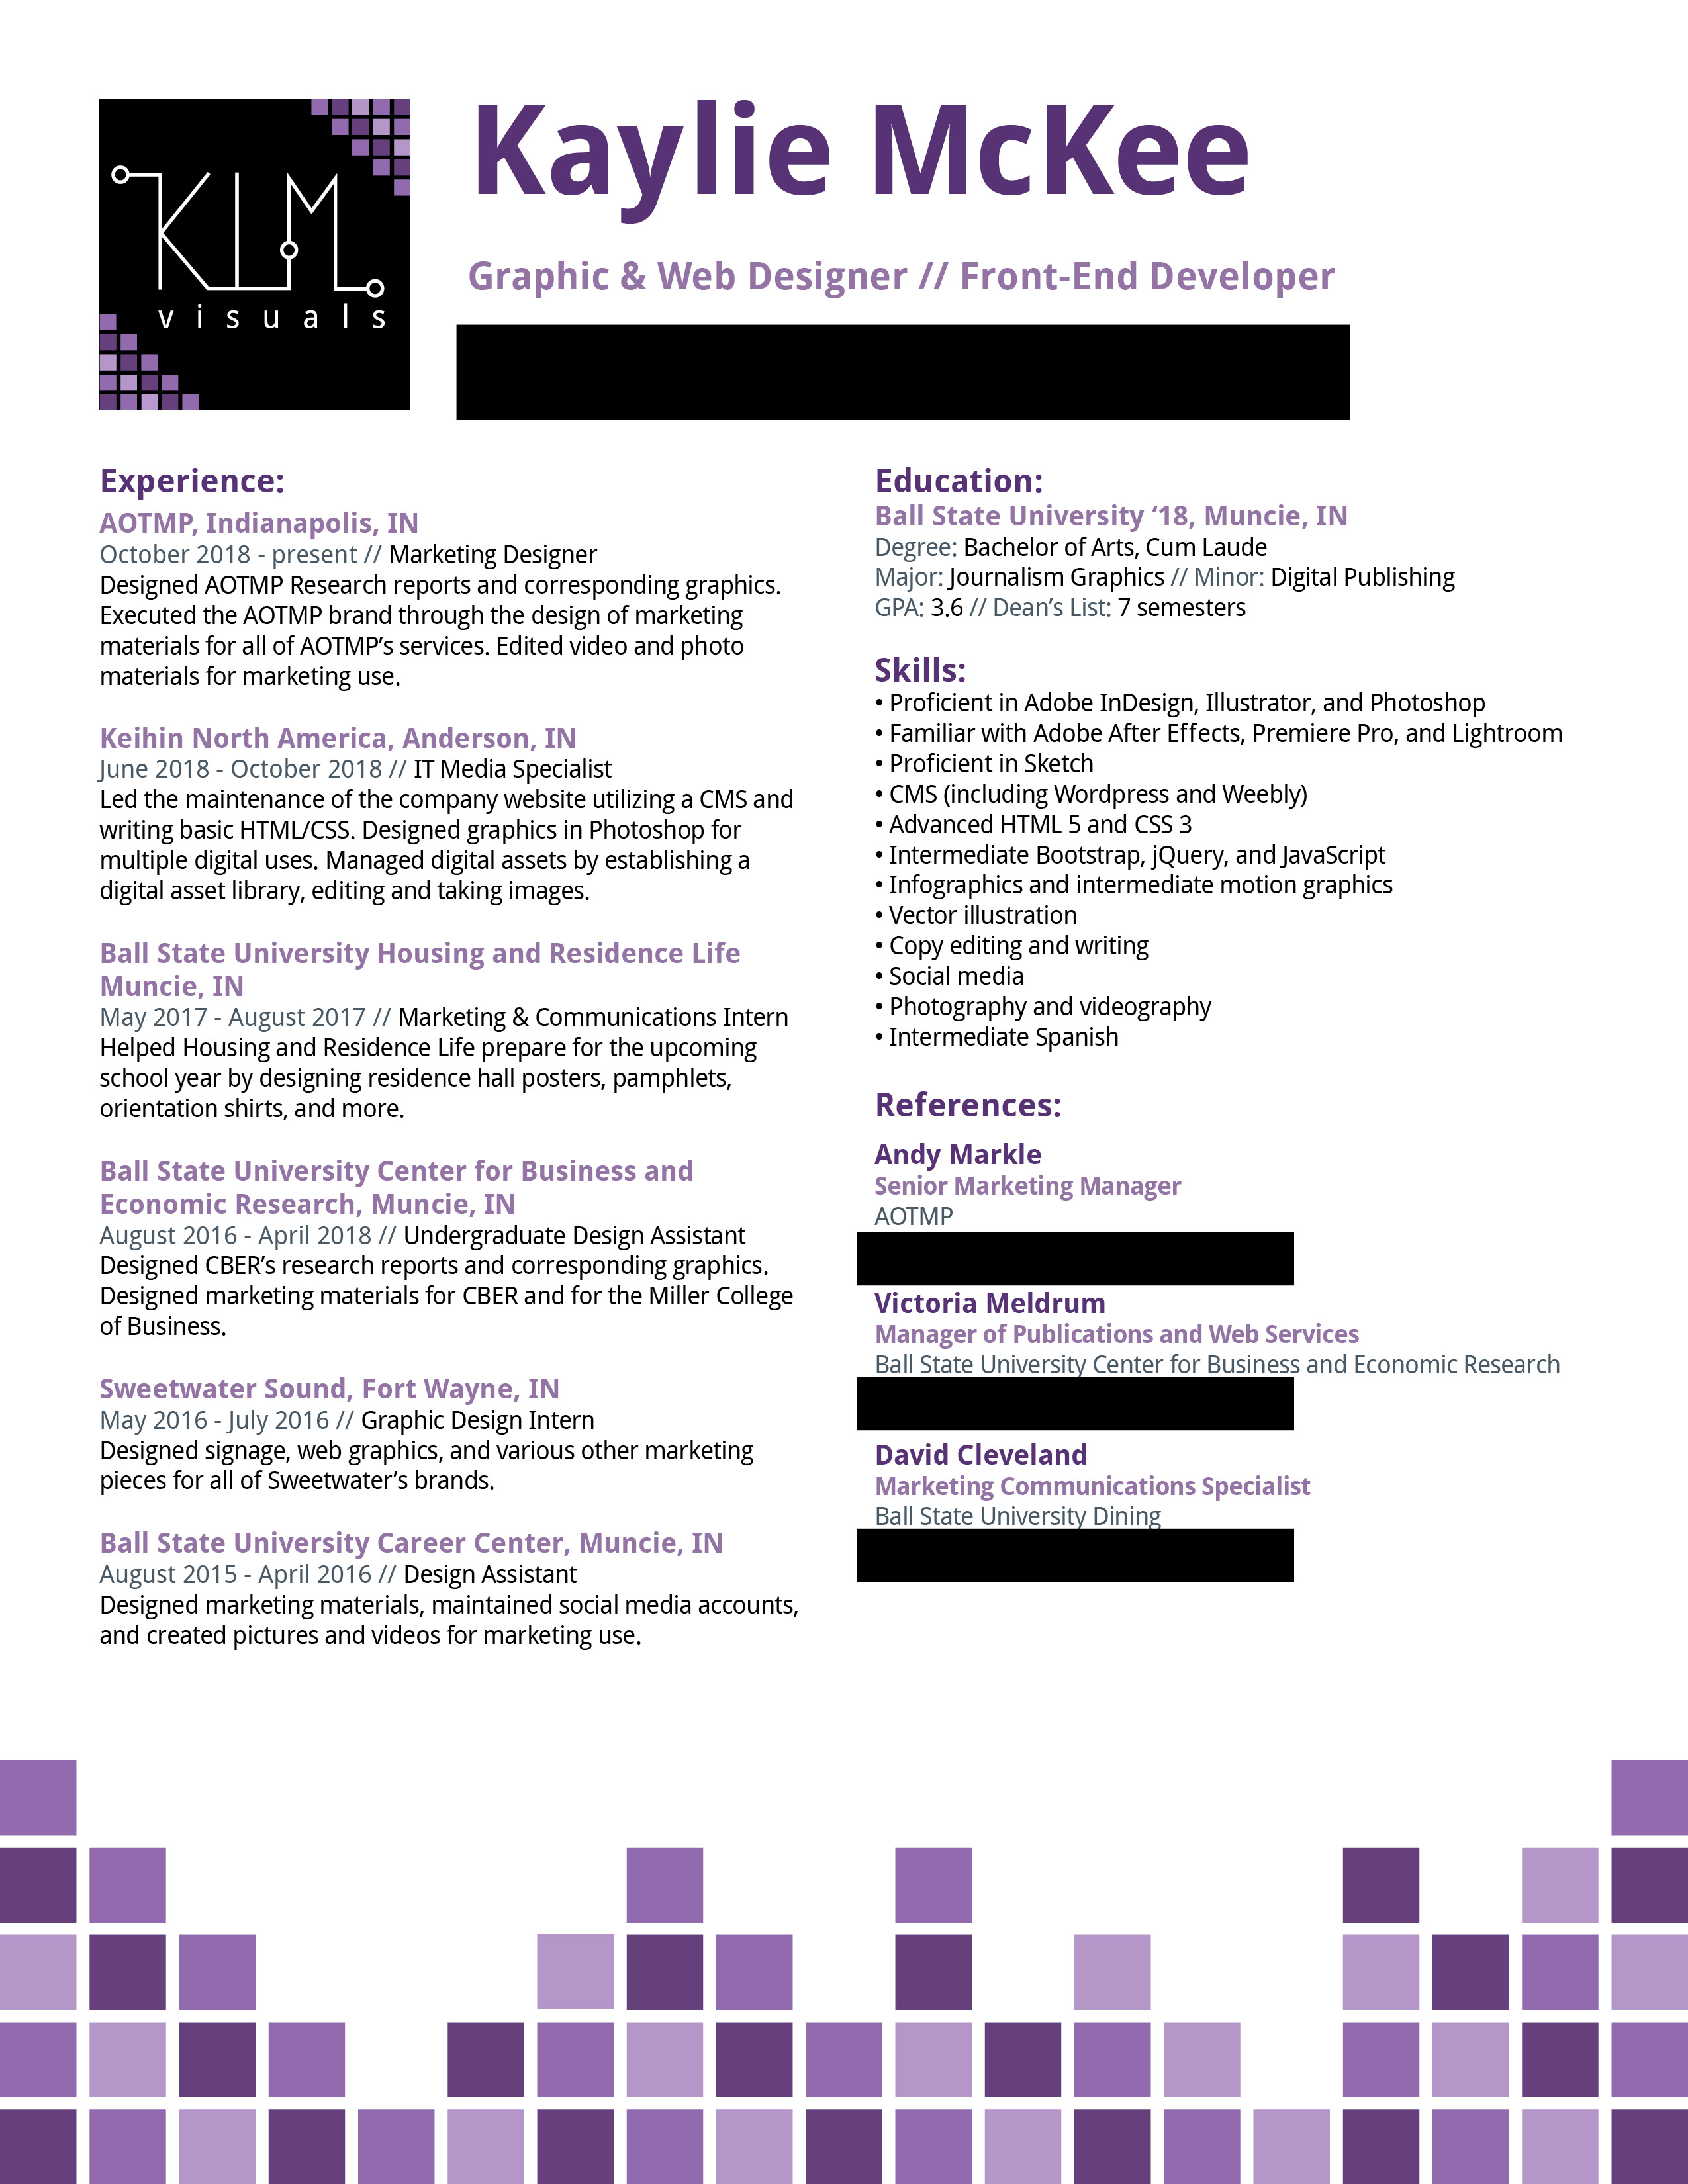 KLM
visuals
Kaylie McKee
Graphic & Web Designer // Front-End Developer
Experience:
AOTMP, Indianapolis, IN
October 2018 - present // Marketing Designer
Designed AOTMP Research reports and corresponding graphics.
Executed the AOTMP brand through the design of marketing
materials for all of AOTMP’s services. Edited video and photo
materials for marketing use.
Keihin North America, Anderson, IN
June 2018 - October 2018 // IT Media Specialist
Led the maintenance of the company website utilizing a CMS and
writing basic HTML/CSS. Designed graphics in Photoshop for
multiple digital uses. Managed digital assets by establishing a
digital asset library, editing and taking images.
Ball State University Housing and Residence Life
Muncie, IN
May 2017 - August 2017 // Marketing & Communications Intern
Helped Housing and Residence Life prepare for the upcoming
school year by designing residence hall posters, pamphlets,
orientation shirts, and more.
Ball State University Center for Business and
Economic Research, Muncie, IN
August 2016 - April 2018 // Undergraduate Design Assistant
Designed CBER’s research reports and corresponding graphics.
Designed marketing materials for CBER and for the Miller College
of Business.
Sweetwater Sound, Fort Wayne, IN
May 2016 - July 2016 // Graphic Design Intern
Designed signage, web graphics, and various other marketing
pieces for all of Sweetwater’s brands.
Ball State University Career Center, Muncie, IN
August 2015 - April 2016 // Design Assistant
Designed marketing materials, maintained social media accounts,
and created pictures and videos for marketing use.
Education:
Ball State University ‘18, Muncie, IN
Degree: Bachelor of Arts, Cum Laude
Major: Journalism Graphics // Minor: Digital Publishing
GPA: 3.6 // Dean’s List: 7 semesters
Skills:
• Proficient in Adobe InDesign, Illustrator, and Photoshop
• Familiar with Adobe After Effects, Premiere Pro, and Lightroom
• Proficient in Sketch
• CMS (including Wordpress and Weebly)
• Advanced HTML 5 and CSS 3
• Intermediate Bootstrap, jQuery, and JavaScript
• Infographics and intermediate motion graphics
• Vector illustration
• Copy editing and writing
• Social media
• Photography and videography
• Intermediate Spanish
References:
Andy Markle
Senior Marketing Manager
AOTMP
Victoria Meldrum
Manager of Publications and Web Services
Ball State University Center for Business and Economic Research
David Cleveland
Marketing Communications Specialist
Ball State University Dining